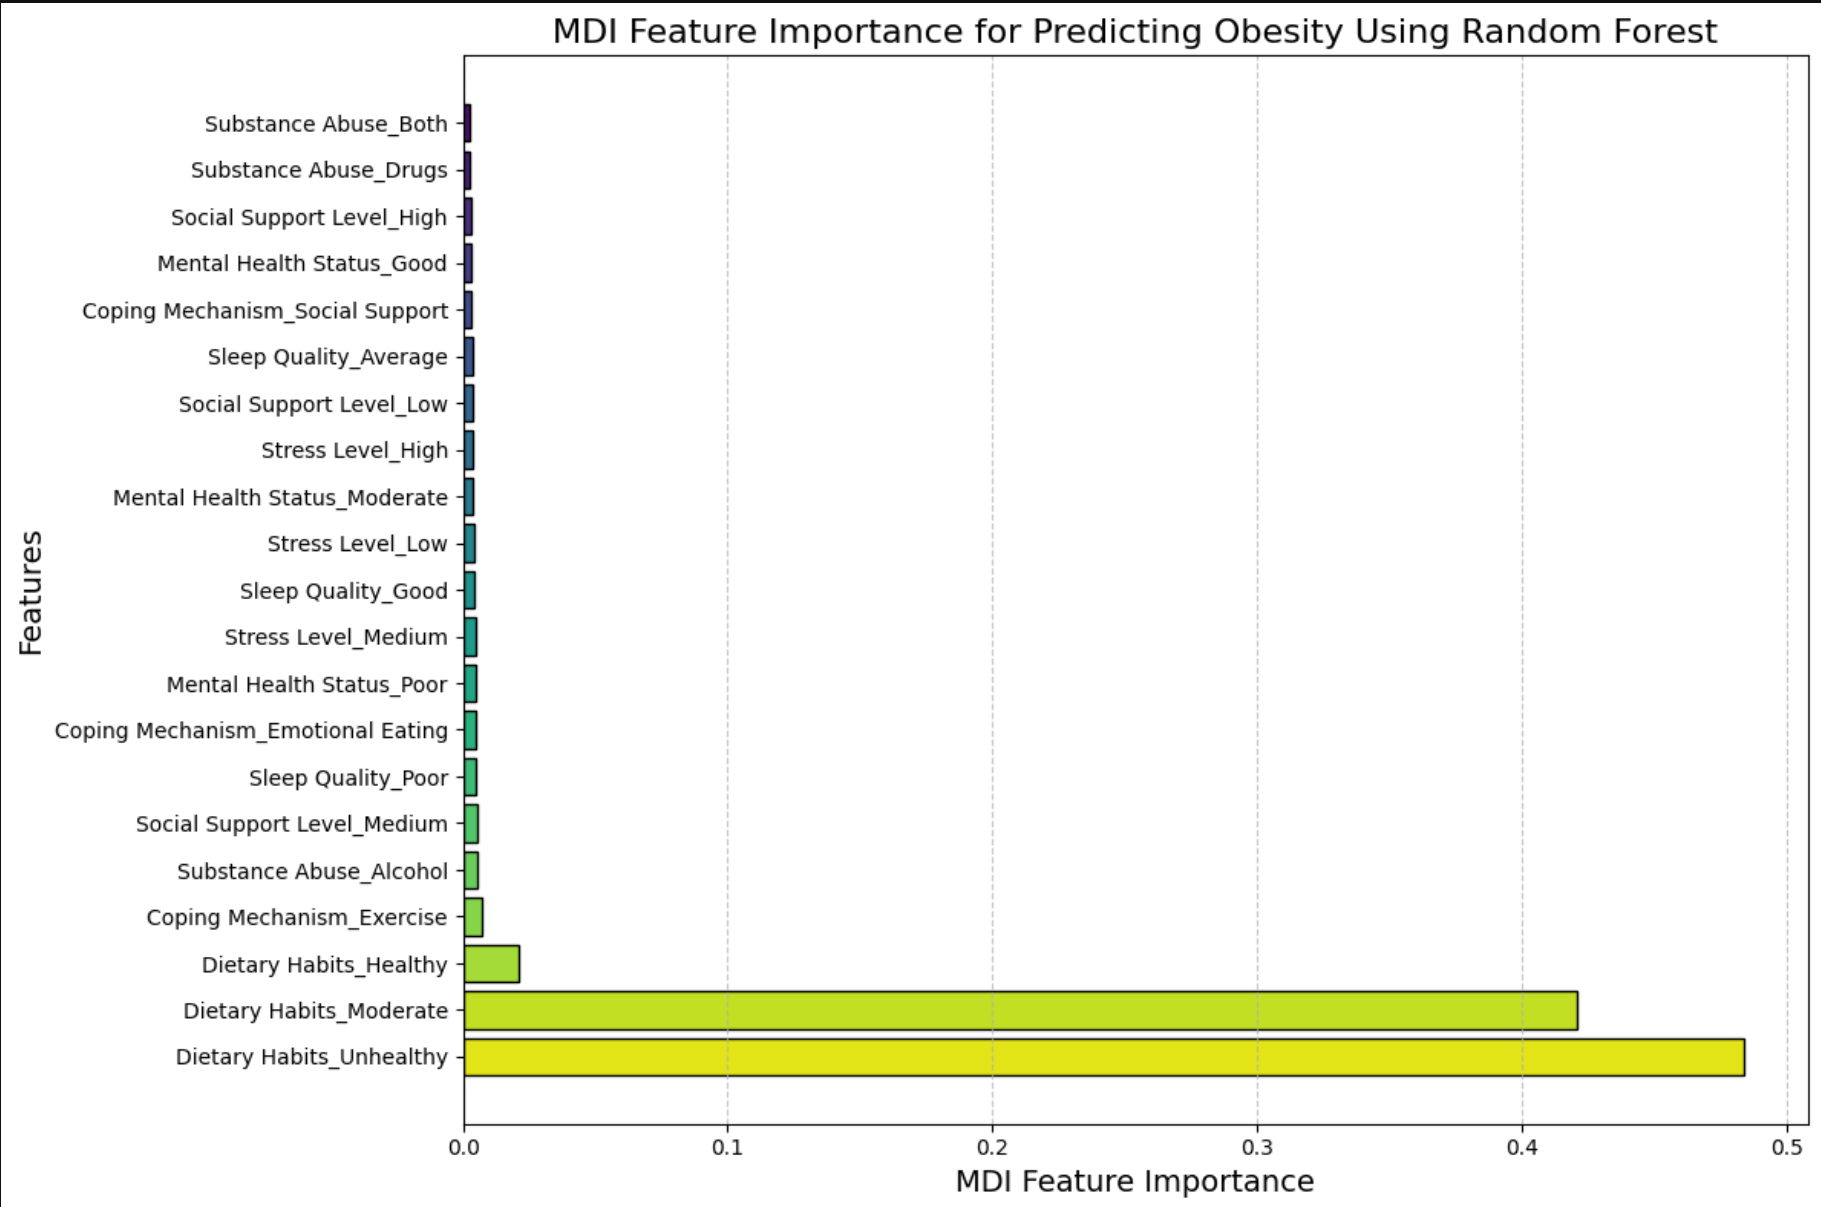 MDI Feature Importance for Predicting Obesity Using Random Forest
Features
Substance Abuse_Both
Substance Abuse_Drugs
Social Support Level_High
Mental Health Status_Good
Coping Mechanism_Social Support
Sleep Quality_Average
Social Support Level_Low
Stress Level_High
Mental Health Status_Moderate
Stress Level_Low
Sleep Quality_Good
Stress Level_Medium
Mental Health Status_Poor
Coping Mechanism_Emotional Eating
Sleep Quality_Poor
Social Support Level_Medium
Substance Abuse_Alcohol
Coping Mechanism_Exercise
Dietary Habits_Healthy
Dietary Habits_Moderate
Dietary Habits_Unhealthy
0.0 0.1 0.2 0.3 0.4 0.5
MDI Feature Importance